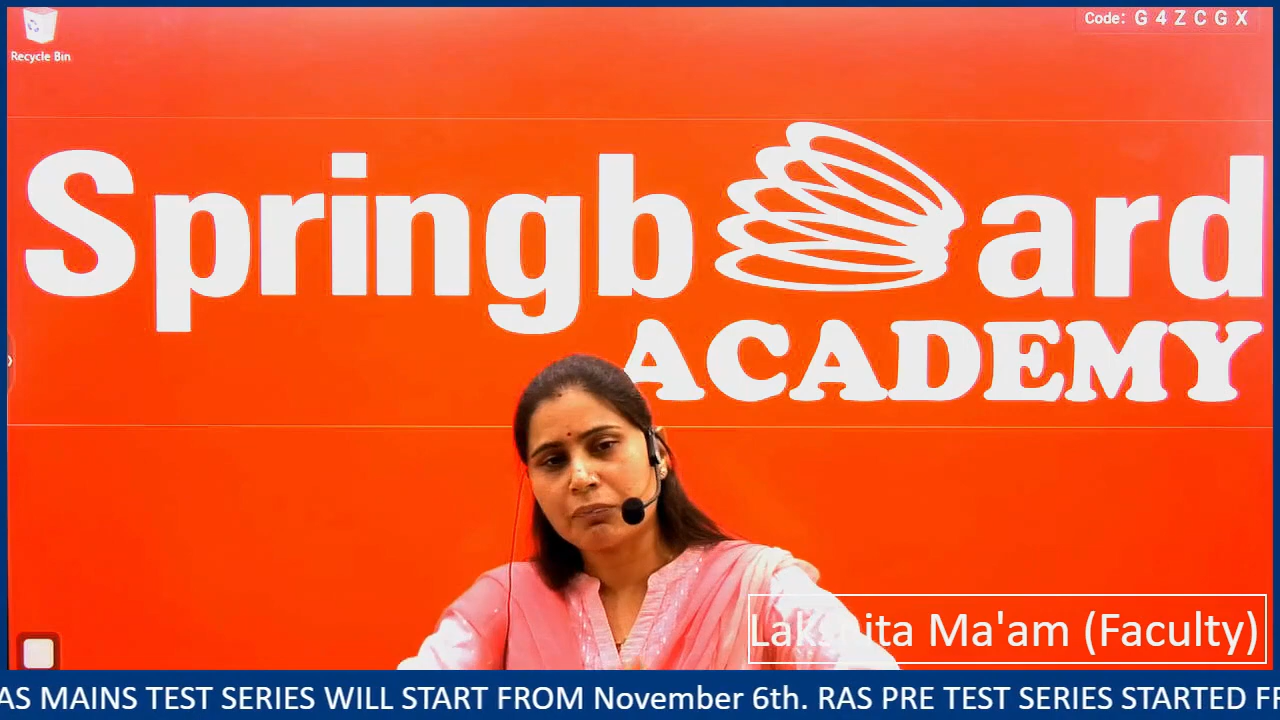 Code: G 4 Z C G X
Recycle Bin
Springboard
ACADEMY
Ma'am (Faculty)
AS MAINS TEST SERIES WILL START FROM November 6th. RAS PRE TEST SERIES STARTED